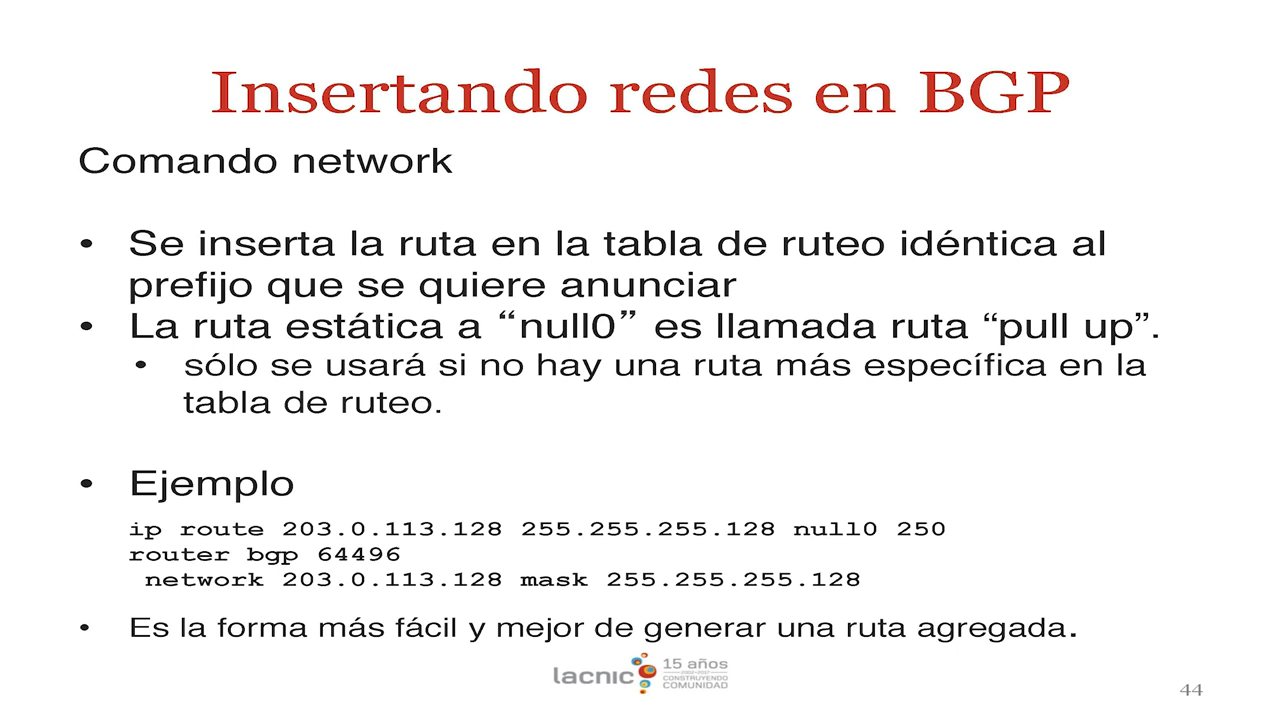 Insertando redes en BGP
Comando network
• Se inserta la ruta en la tabla de ruteo idéntica al
prefijo que se quiere anunciar
• La ruta estática a “null0” es llamada ruta “pull up”.
• sólo se usará si no hay una ruta más específica en la
tabla de ruteo.
• Ejemplo
ip route 203.0.113.128 255.255.255.128 null0 250
router bgp 64496
network 203.0.113.128 mask 255.255.255.128
• Es la forma más fácil y mejor de generar una ruta agregada.
lacnic
15 años
CONSTRUYENDO
COMUNIDAD
44